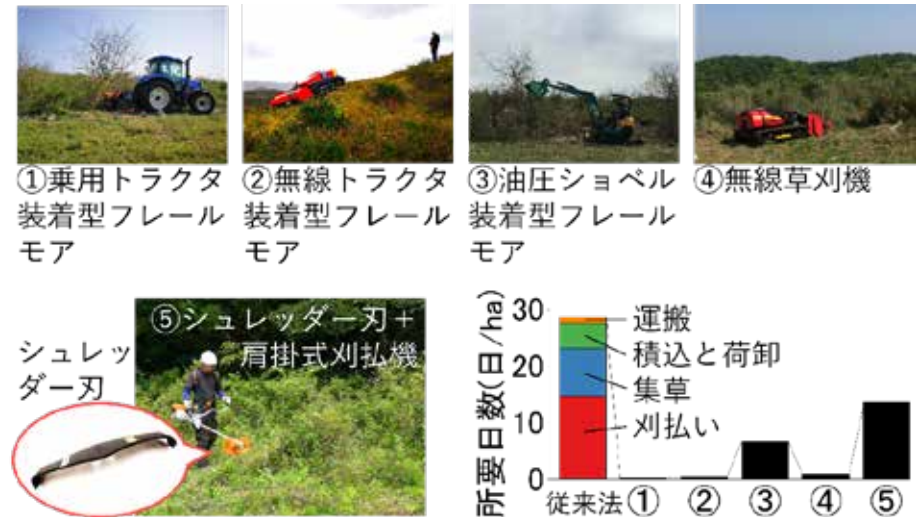 ①乗用トラクタ
装着型フレール
モア
②無線トラクタ
装着型フレール
モア
③油圧ショベル
装着型フレール
モア
④無線草刈機
シュレッ
ダー刃
⑤シュレッダー刃+
肩掛式刈払機
所要日数(日/ha)
30
20
10
0
運搬
積込と荷卸
集草
刈払い
従来法
①
②
③
④
⑤